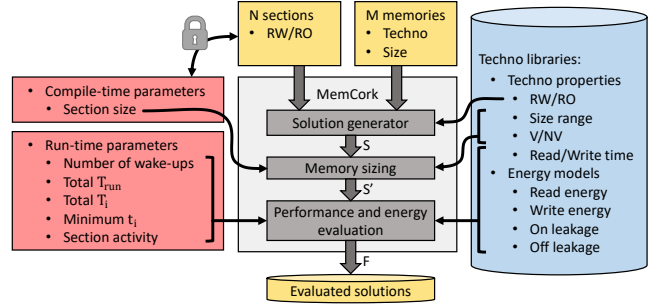 N sections
• RW/RO
M memories
• Techno
• Size
• Compile-time parameters
• Section size
• Run-time parameters
• Number of wake-ups
• Total T_run
• Total T_i
• Minimum t_i
• Section activity
MemCork
Solution generator
S
Memory sizing
S'
Performance and energy
evaluation
F
Evaluated solutions
Techno libraries:
• Techno properties
• RW/RO
• Size range
• V/NV
• Read/Write time
• Energy models
• Read energy
• Write energy
• On leakage
• Off leakage